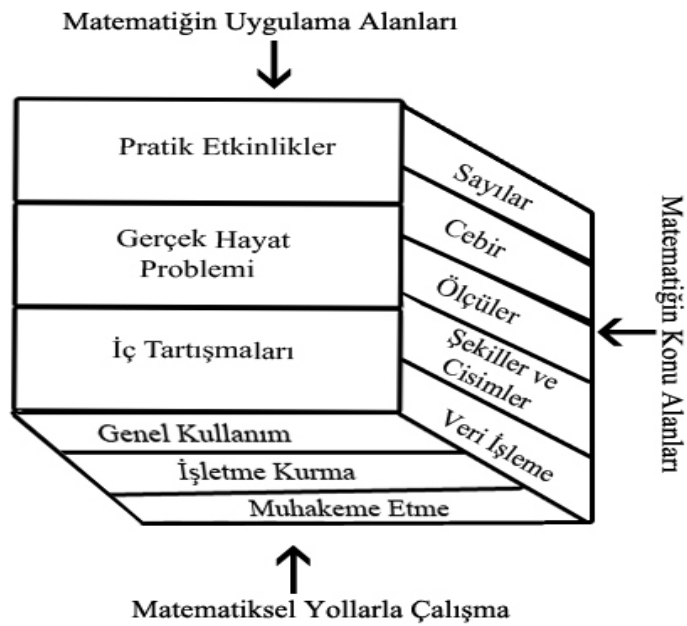 Matematiğin Uygulama Alanları
Pratik Etkinlikler
Gerçek Hayat
Problemi
İç Tartışmaları
Sayılar
Cebir
Ölçüler
Şekiller ve
Cisimler
Veri İşleme
Matematiğin Konu Alanları
Genel Kullanım
İşletme Kurma
Muhakeme Etme
Matematiksel Yollarla Çalışma